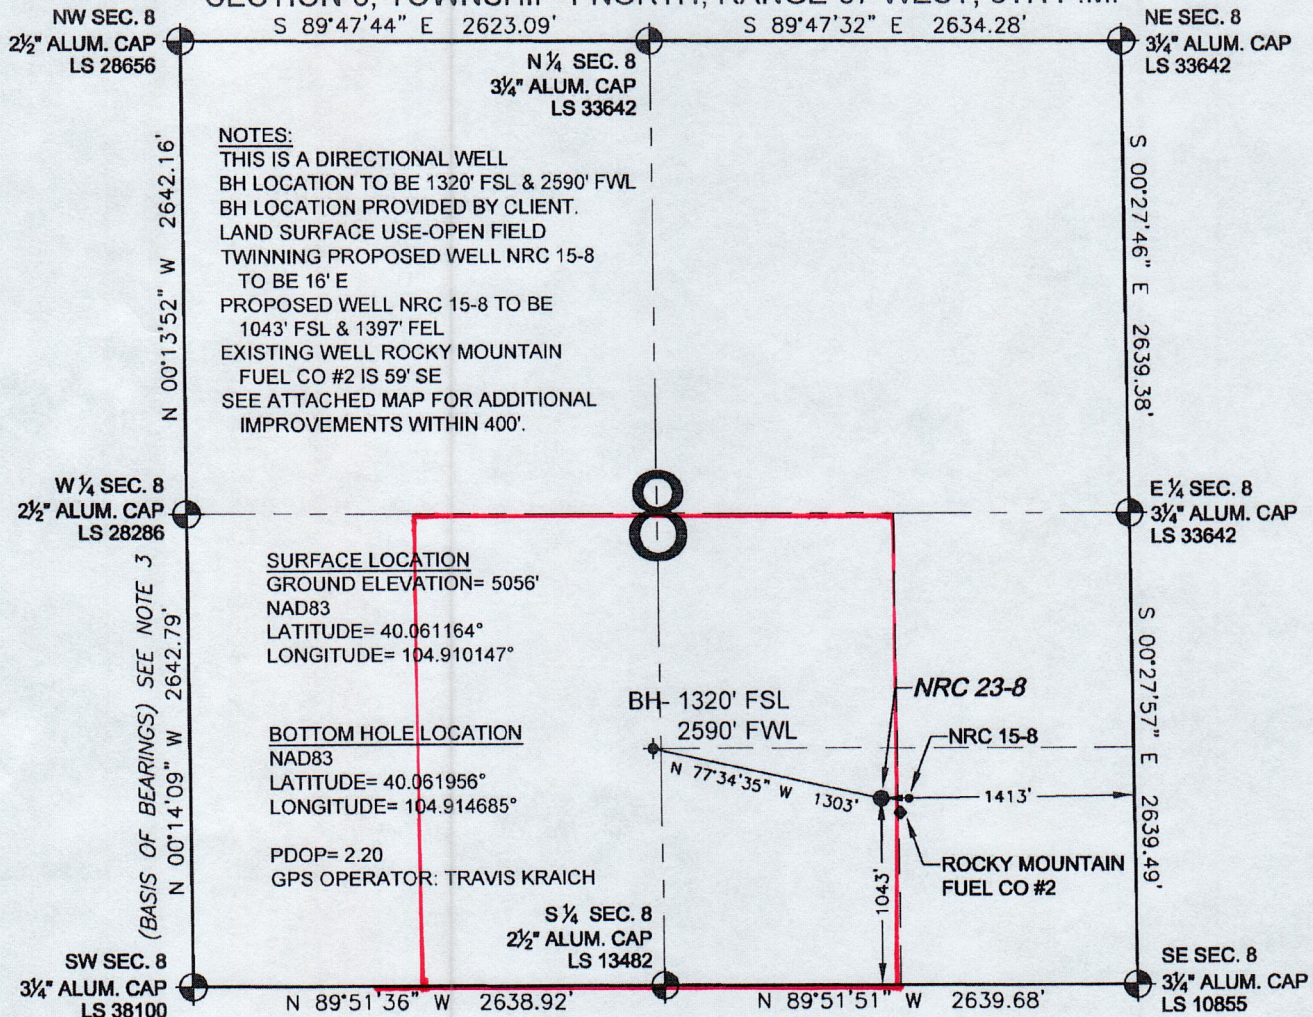 SECTION 8, TOWNSHIP 1 NORTH, RANGE 67 WEST, 6TH P.M.
NW SEC. 8
2½" ALUM. CAP
LS 28656
S 89°47'44" E 2623.09'
N ¼ SEC. 8
3¼" ALUM. CAP
LS 33642
S 89°47'32" E 2634.28'
NE SEC. 8
3¼" ALUM. CAP
LS 33642
N 00°13'52" W 2642.16'
NOTES:
THIS IS A DIRECTIONAL WELL
BH LOCATION TO BE 1320' FSL & 2590' FWL
BH LOCATION PROVIDED BY CLIENT.
LAND SURFACE USE-OPEN FIELD
TWINNING PROPOSED WELL NRC 15-8
TO BE 16' E
PROPOSED WELL NRC 15-8 TO BE
1043' FSL & 1397' FEL
EXISTING WELL ROCKY MOUNTAIN
FUEL CO #2 IS 59' SE
SEE ATTACHED MAP FOR ADDITIONAL
IMPROVEMENTS WITHIN 400'.
S 00°27'46" E 2639.38'
W ¼ SEC. 8
2½" ALUM. CAP
LS 28286
8
E ¼ SEC. 8
3¼" ALUM. CAP
LS 33642
(BASIS OF BEARINGS) SEE NOTE 3
N 00°14'09" W 2642.79'
SURFACE LOCATION
GROUND ELEVATION= 5056'
NAD83
LATITUDE= 40.061164°
LONGITUDE= 104.910147°
BOTTOM HOLE LOCATION
NAD83
LATITUDE= 40.061956°
LONGITUDE= 104.914685°
PDOP= 2.20
GPS OPERATOR: TRAVIS KRAICH
BH- 1320' FSL
2590' FWL
NRC 23-8
NRC 15-8
N 77°34'35" W 1303'
1413'
1043'
ROCKY MOUNTAIN
FUEL CO #2
S 00°27'57" E 2639.49'
SW SEC. 8
3¼" ALUM. CAP
LS 38100
N 89°51'36" W 2638.92'
S ¼ SEC. 8
2½" ALUM. CAP
LS 13482
N 89°51'51" W 2639.68'
SE SEC. 8
3¼" ALUM. CAP
LS 10855